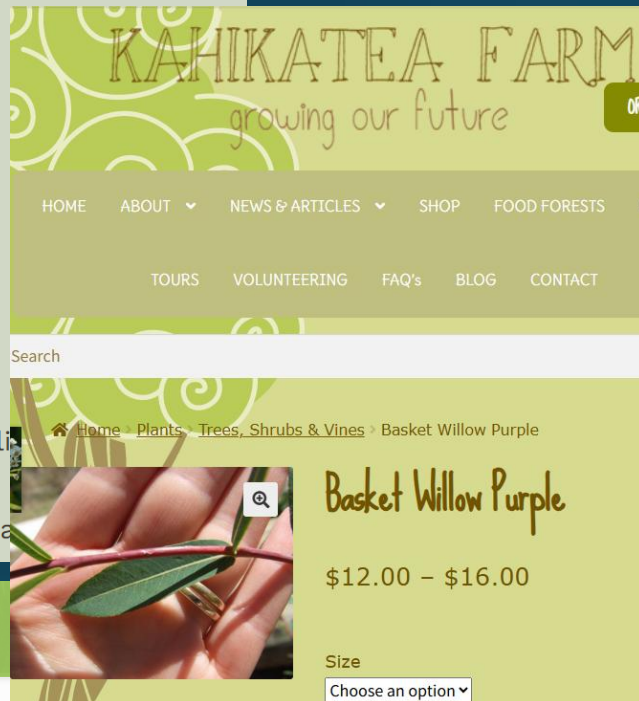 KAHIKATEA FARM
growing our future
HOME ABOUT NEWS & ARTICLES SHOP FOOD FORESTS
TOURS VOLUNTEERING FAQ's BLOG CONTACT
Search
Home › Plants › Trees, Shrubs & Vines › Basket Willow Purple
Basket Willow Purple
$12.00 – $16.00
Size
Choose an option